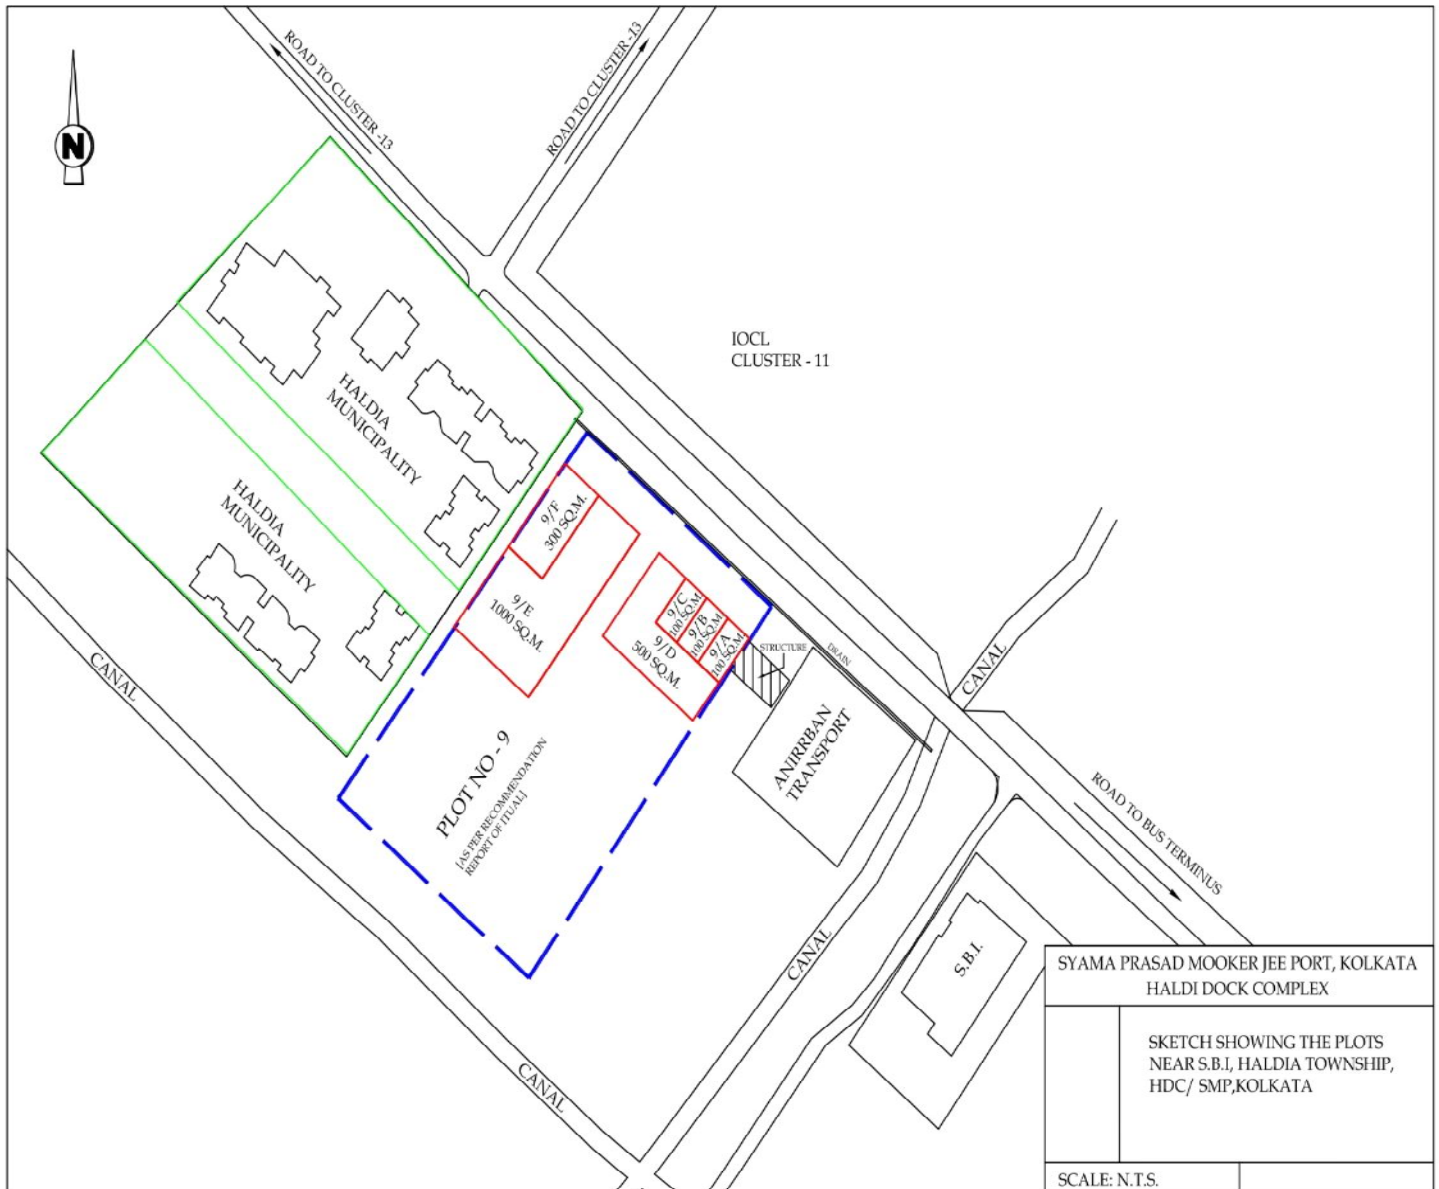 ROAD TO CLUSTER -13
ROAD TO CLUSTER -13
N
IOCL
CLUSTER - 11
HALDIA
MUNICIPALITY
HALDIA
MUNICIPALITY
9/F
300 SQ.M.
9/E
1000 SQ.M.
9/C
100 SQ.M.
9/B
100 SQ.M.
9/A
100 SQ.M.
9/D
500 SQ.M.
STRUCTURE
DRAIN
CANAL
CANAL
ANIRRBAN
TRANSPORT
PLOT NO - 9
[AS PER RECOMMENDATION
REPORT OF ITUAL]
ROAD TO BUS TERMINUS
CANAL
S.B.I.
CANAL
SYAMA PRASAD MOOKER JEE PORT, KOLKATA
HALDI DOCK COMPLEX
SKETCH SHOWING THE PLOTS
NEAR S.B.I, HALDIA TOWNSHIP,
HDC/ SMP,KOLKATA
SCALE: N.T.S.